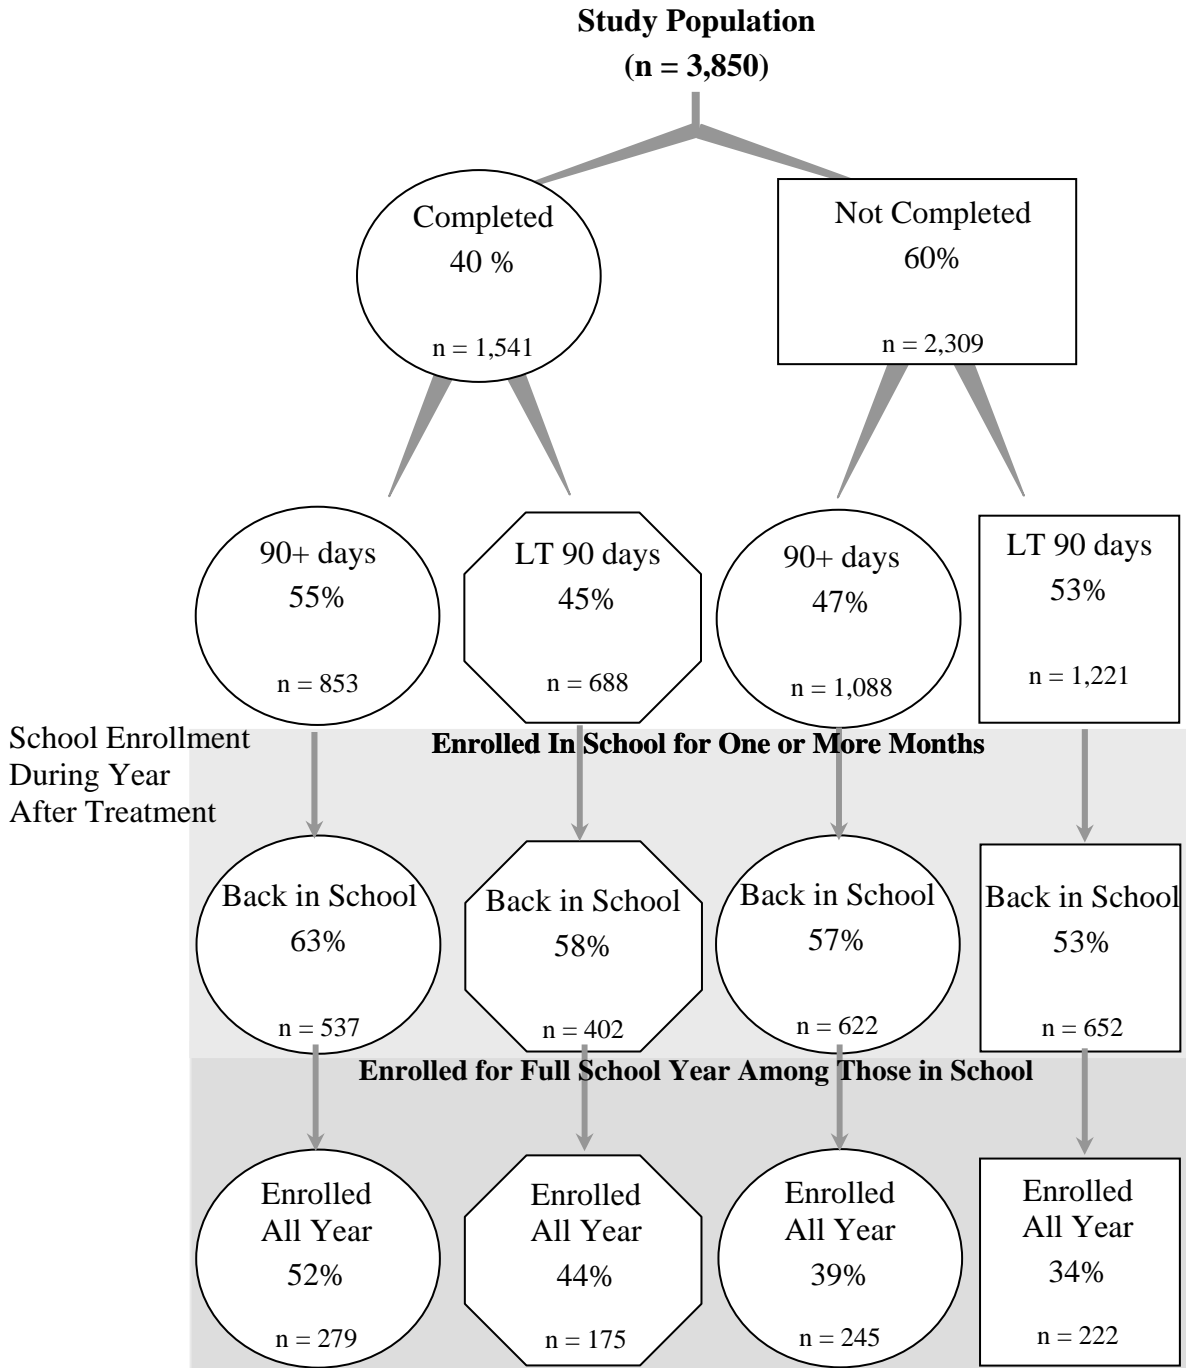 Study Population
(n = 3,850)
Completed
40 %
n = 1,541
Not Completed
60%
n = 2,309
90+ days
55%
n = 853
LT 90 days
45%
n = 688
90+ days
47%
n = 1,088
LT 90 days
53%
n = 1,221
School Enrollment
During Year
After Treatment
Enrolled In School for One or More Months
Back in School
63%
n = 537
Back in School
58%
n = 402
Back in School
57%
n = 622
Back in School
53%
n = 652
Enrolled for Full School Year Among Those in School
Enrolled
All Year
52%
n = 279
Enrolled
All Year
44%
n = 175
Enrolled
All Year
39%
n = 245
Enrolled
All Year
34%
n = 222